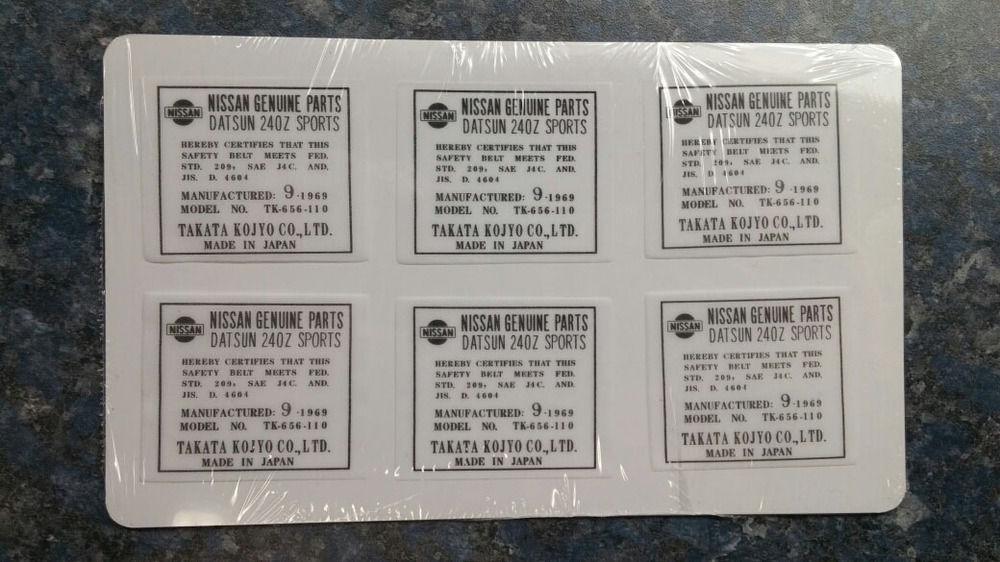 NISSAN
NISSAN GENUINE PARTS
DATSUN 240Z SPORTS
HEREBY CERTIFIES THAT THIS
SAFETY BELT MEETS FED.
STD. 209, SAE J4C. AND.
JIS. D. 4604
MANUFACTURED: 9-1969
MODEL NO. TK-656-110
TAKATA KOJYO CO.,LTD.
MADE IN JAPAN
NISSAN
NISSAN GENUINE PARTS
DATSUN 240Z SPORTS
HEREBY CERTIFIES THAT THIS
SAFETY BELT MEETS FED.
STD. 209, SAE J4C. AND.
JIS. D. 4604
MANUFACTURED: 9-1969
MODEL NO. TK-656-110
TAKATA KOJYO CO.,LTD.
MADE IN JAPAN
NISSAN
NISSAN GENUINE PARTS
DATSUN 240Z SPORTS
HEREBY CERTIFIES THAT THIS
SAFETY BELT MEETS FED.
STD. 209, SAE J4C. AND.
JIS. D. 4604
MANUFACTURED: 9-1969
MODEL NO. TK-656-110
TAKATA KOJYO CO.,LTD.
MADE IN JAPAN
NISSAN
NISSAN GENUINE PARTS
DATSUN 240Z SPORTS
HEREBY CERTIFIES THAT THIS
SAFETY BELT MEETS FED.
STD. 209, SAE J4C. AND.
JIS. D. 4604
MANUFACTURED: 9-1969
MODEL NO. TK-656-110
TAKATA KOJYO CO.,LTD.
MADE IN JAPAN
NISSAN
NISSAN GENUINE PARTS
DATSUN 240Z SPORTS
HEREBY CERTIFIES THAT THIS
SAFETY BELT MEETS FED.
STD. 209, SAE J4C. AND.
JIS. D. 4604
MANUFACTURED: 9-1969
MODEL NO. TK-656-110
TAKATA KOJYO CO.,LTD.
MADE IN JAPAN
NISSAN
NISSAN GENUINE PARTS
DATSUN 240Z SPORTS
HEREBY CERTIFIES THAT THIS
SAFETY BELT MEETS FED.
STD. 209, SAE J4C. AND.
JIS. D. 4604
MANUFACTURED: 9-1969
MODEL NO. TK-656-110
TAKATA KOJYO CO.,LTD.
MADE IN JAPAN